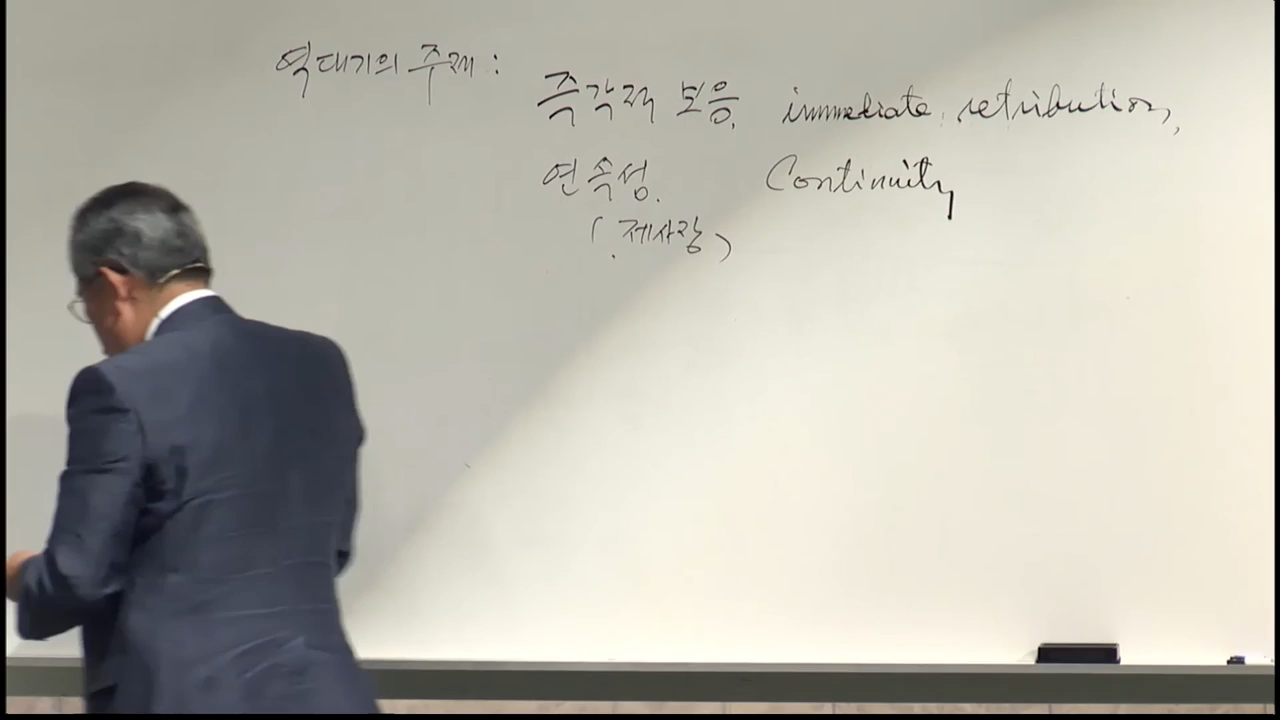 역대기의 주제 :
즉각적 보응. immediate retribution,
연속성. Continuity
( 제사장 )